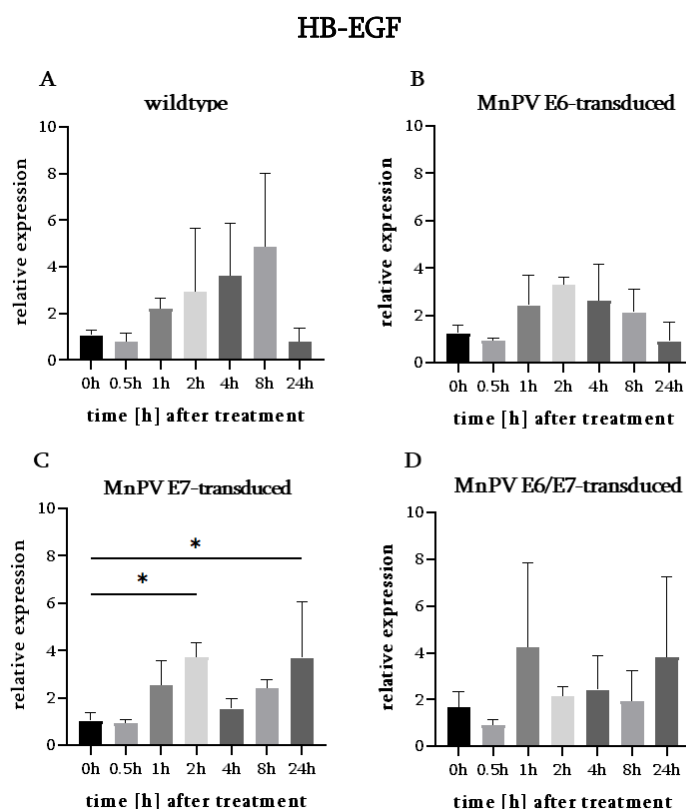 HB-EGF
A
wildtype
relative expression
10
8
6
4
2
0
0h 0.5h 1h 2h 4h 8h 24h
time [h] after treatment
B
MnPV E6-transduced
relative expression
10
8
6
4
2
0
0h 0.5h 1h 2h 4h 8h 24h
time [h] after treatment
C
MnPV E7-transduced
relative expression
10
8
6
4
2
0
*
*
0h 0.5h 1h 2h 4h 8h 24h
time [h] after treatment
D
MnPV E6/E7-transduced
relative expression
10
8
6
4
2
0
0h 0.5h 1h 2h 4h 8h 24h
time [h] after treatment